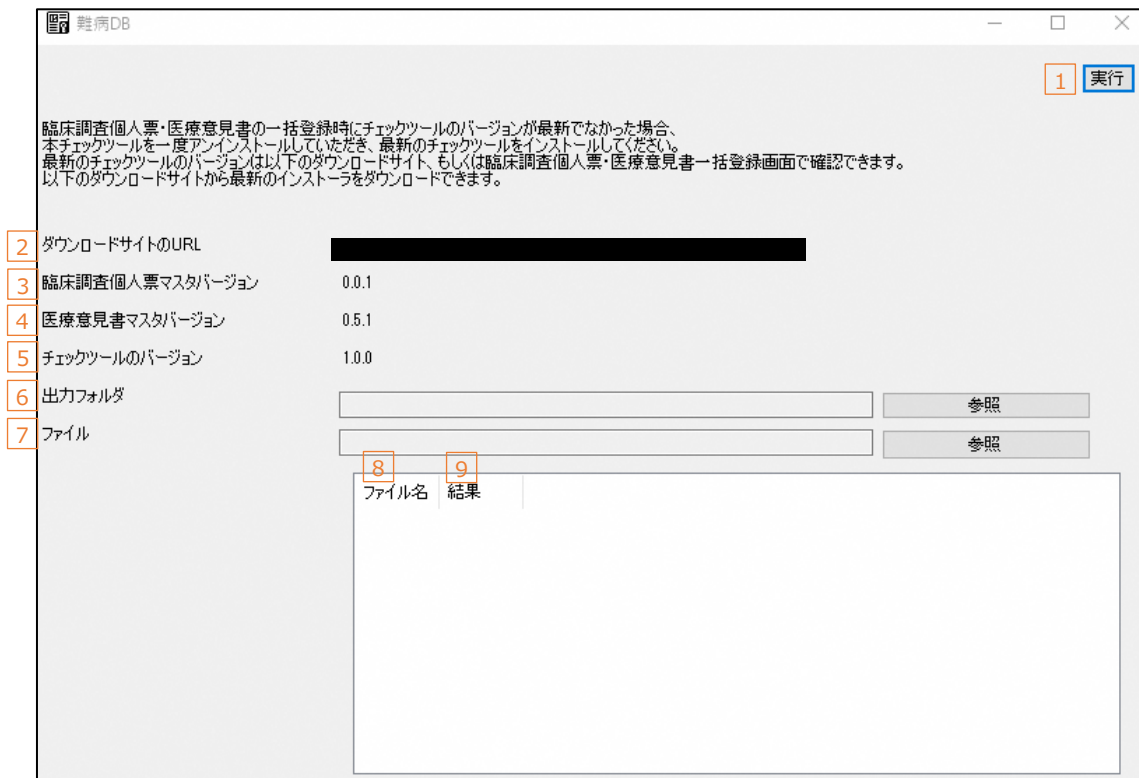 難病DB
1 実行
臨床調査個人票・医療意見書の一括登録時にチェックツールのバージョンが最新でなかった場合、
本チェックツールを一度アンインストールしていただき、最新のチェックツールをインストールしてください。
最新のチェックツールのバージョンは以下のダウンロードサイト、もしくは臨床調査個人票・医療意見書一括登録画面で確認できます。
以下のダウンロードサイトから最新のインストーラをダウンロードできます。
2 ダウンロードサイトのURL
3 臨床調査個人票マスタバージョン 0.0.1
4 医療意見書マスタバージョン 0.5.1
5 チェックツールのバージョン 1.0.0
6 出力フォルダ 参照
7 ファイル 参照
8 9
ファイル名 結果